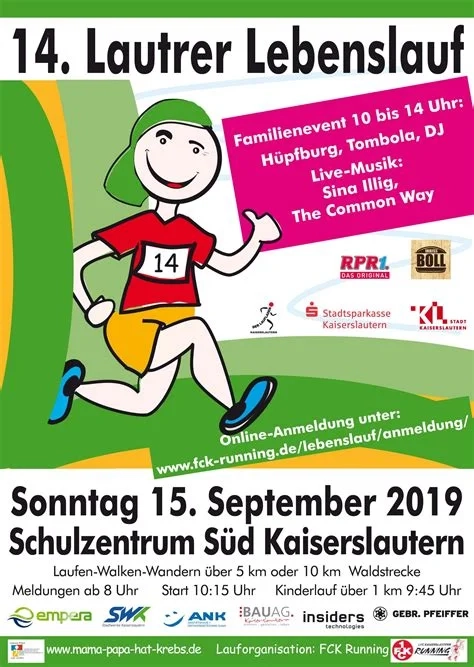 14. Lautrer Lebenslauf
Familienevent 10 bis 14 Uhr:
Hüpfburg, Tombola, DJ
Live-Musik:
Sina Illig,
The Common Way
14
RPR1.
DAS ORIGINAL
BOLL
KAISERSLAUTERN
Stadtsparkasse
Kaiserslautern
KL STADT
KAISERSLAUTERN
Online-Anmeldung unter:
www.fck-running.de/lebenslauf/anmeldung/
Sonntag 15. September 2019
Schulzentrum Süd Kaiserslautern
Laufen-Walken-Wandern über 5 km oder 10 km Waldstrecke
Meldungen ab 8 Uhr Start 10:15 Uhr Kinderlauf über 1 km 9:45 Uhr
empera
SWK
ANK
BAUAG
insiders
technologies
GEBR. PFEIFFER
www.mama-papa-hat-krebs.de Lauforganisation: FCK Running
RUNNING